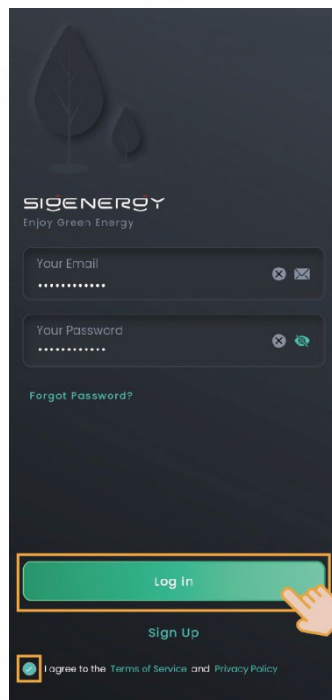 SIGENERGY
Enjoy Green Energy
Your Email
••••••••••••
Your Password
••••••••••••
Forgot Password?
Log In
Sign Up
I agree to the Terms of Service and Privacy Policy